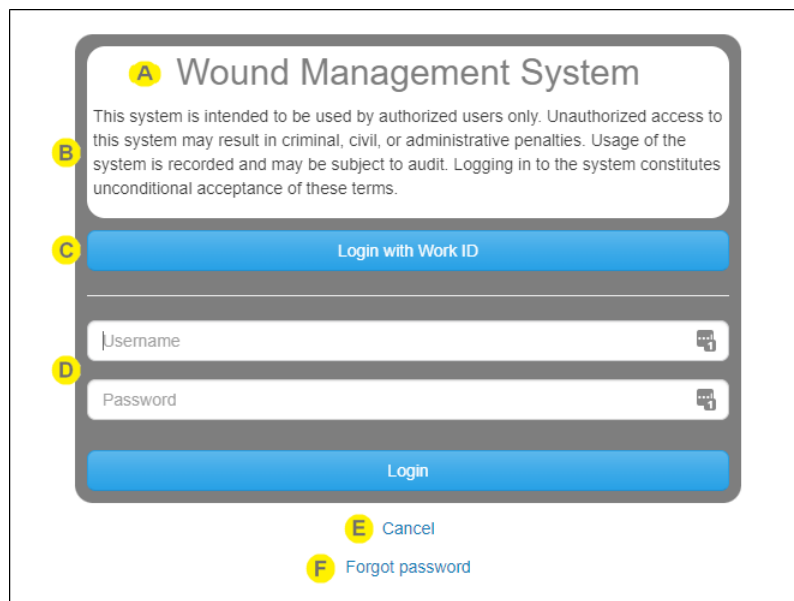 A Wound Management System
This system is intended to be used by authorized users only. Unauthorized access to
B this system may result in criminal, civil, or administrative penalties. Usage of the
system is recorded and may be subject to audit. Logging in to the system constitutes
unconditional acceptance of these terms.
C Login with Work ID
Username 1
D
Password 1
Login
E Cancel
F Forgot password